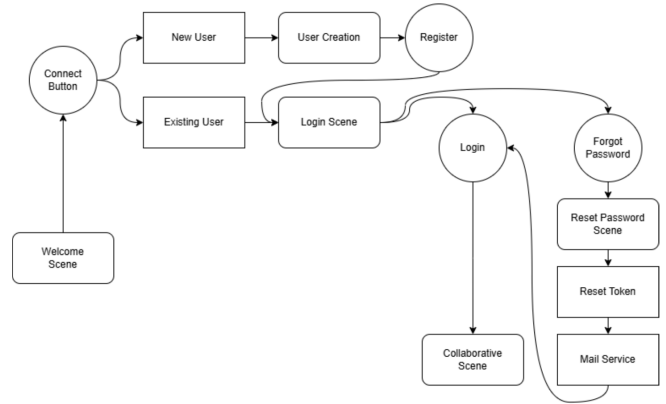 New User
User Creation
Register
Connect
Button
Existing User
Login Scene
Login
Forgot
Password
Reset Password
Scene
Welcome
Scene
Reset Token
Collaborative
Scene
Mail Service